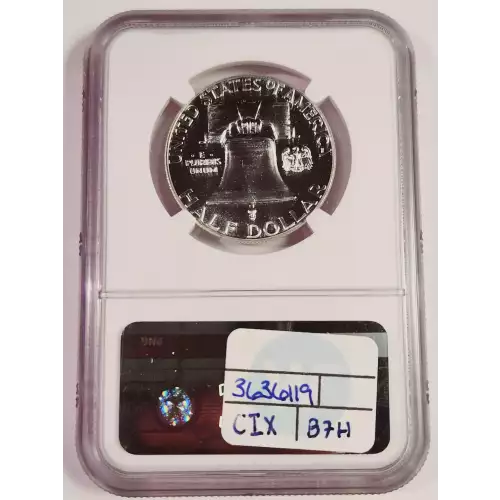 UNITED STATES OF AMERICA
E
PLURIBUS
UNUM
HALF DOLLAR
3636119
CIX B7H